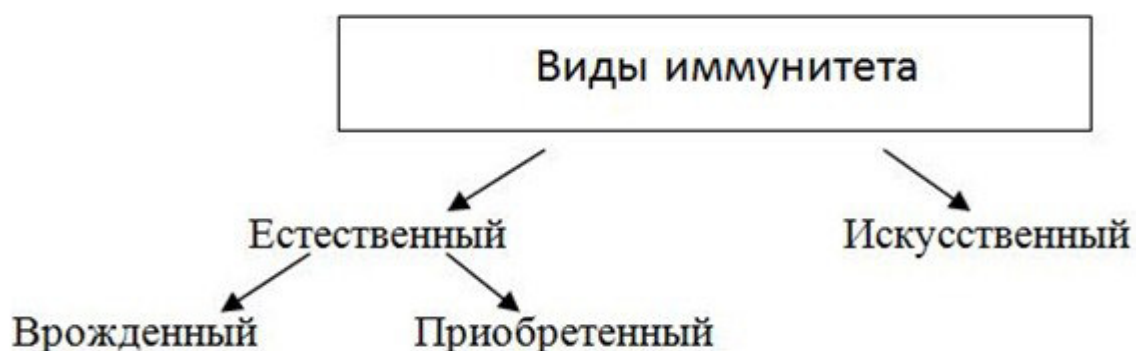 Виды иммунитета
Естественный Искусственный
Врожденный Приобретенный